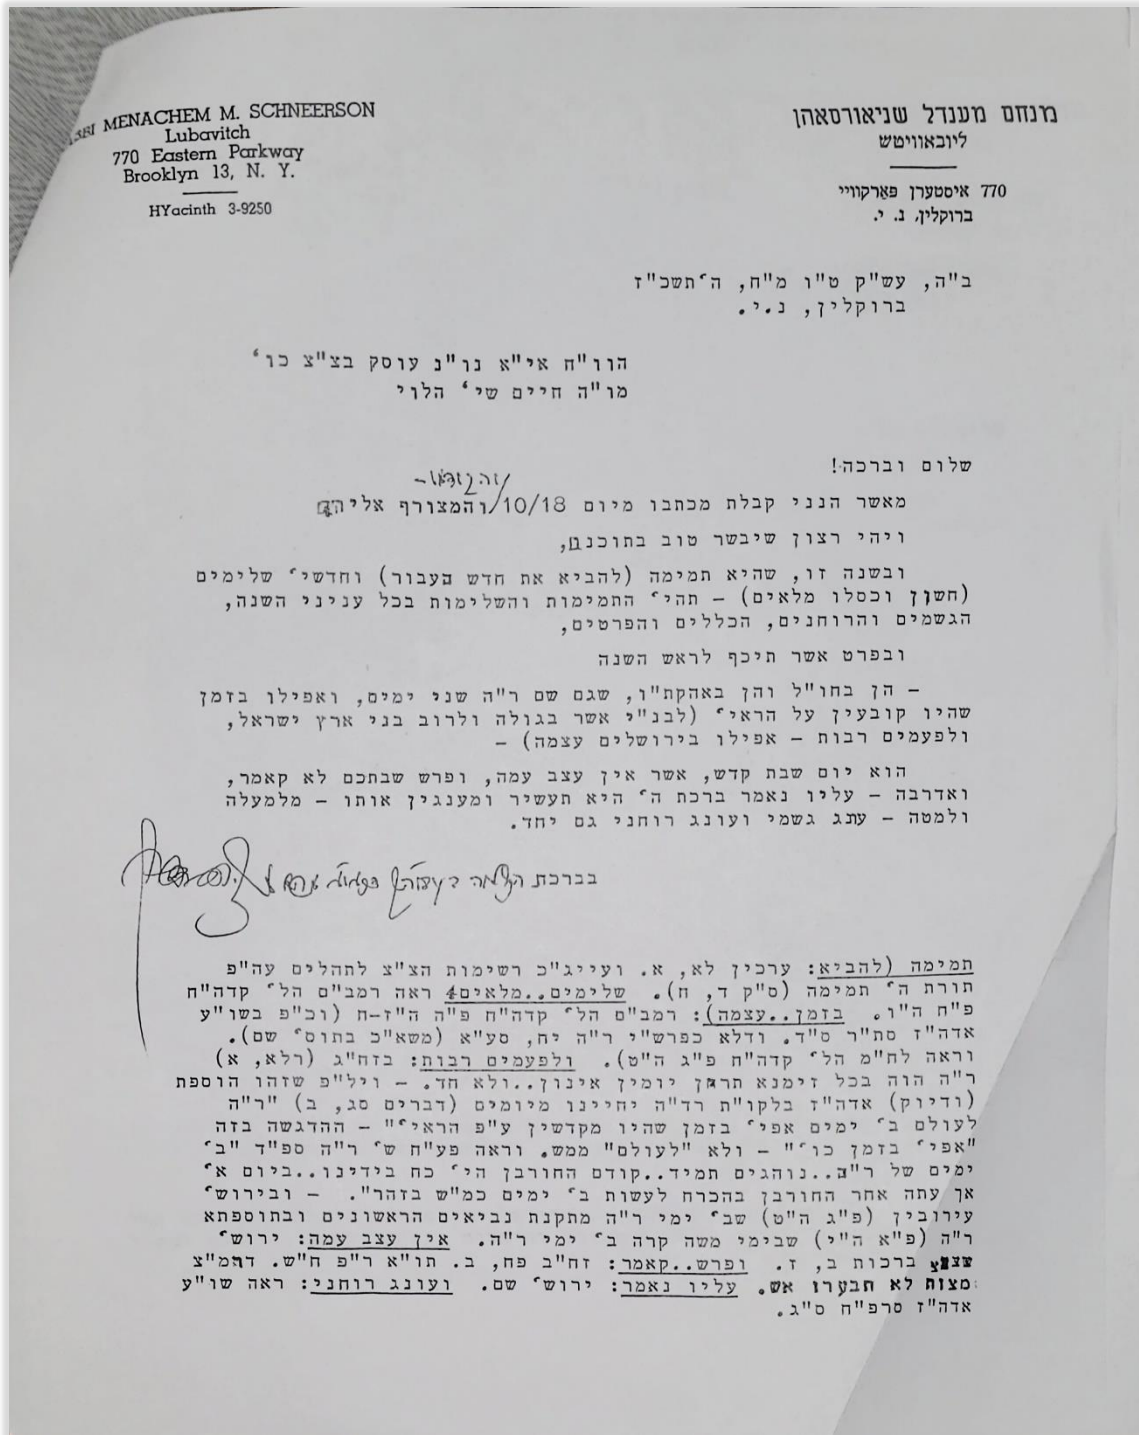 RABBI MENACHEM M. SCHNEERSON
Lubavitch
770 Eastern Parkway
Brooklyn 13, N. Y.
HYacinth 3-9250
מנחם מענדל שניאורסאהן
ליובאוויטש
770 איסטערן פארקוויי
ברוקלין, נ. י.
ב"ה, עש"ק ט"ו מ"ח, ה'תשכ"ז
ברוקלין, נ.י.
הוו"ח אי"א נו"נ עוסק בצ"צ כו'
מו"ה חיים שי' הלוי
שלום וברכה!
מאשר הנני קבלת מכתבו מיום 10/18 והמצורף אליו
ויהי רצון שיבשר טוב בתוכנם,
ובשנה זו, שהיא תמימה (להביא את חדש העבור) וחדשי' שלימים
(חשון וכסלו מלאים) – תהי' התמימות והשלימות בכל עניני השנה,
הגשמים והרוחנים, הכללים והפרטים,
ובפרט אשר תיכף לראש השנה
– הן בחו"ל והן באהקת"ו, שגם שם ר"ה שני ימים, ואפילו בזמן
שהיו קובעין על הראי' (לבנ"י אשר בגולה ולרוב בני ארץ ישראל,
ולפעמים רבות – אפילו בירושלים עצמה) –
הוא יום שבת קדש, אשר אין עצב עמה, ופרש שבתכם לא קאמר,
ואדרבה – עליו נאמר ברכת ה' היא תעשיר ומענגין אותו – מלמעלה
ולמטה – ענג גשמי ועונג רוחני גם יחד.
בברכת
תמימה (להביא: ערכין לא, א. ועייג"כ רשימות הצ"צ לתהלים עה"פ
תורת ה' תמימה (ס"ק ד, ח). שלימים..מלאים: ראה רמב"ם הל' קדה"ח
פ"ח ה"ו. בזמן..עצמה): רמב"ם הל' קדה"ח פ"ה ה"ז-ח (וכ"פ בשו"ע
אדה"ז סת"ר ס"ד. ודלא כפרש"י ר"ה יח, סע"א (משא"כ בתוס' שם).
וראה לח"מ הל' קדה"ח פ"ג ה"ט). ולפעמים רבות: בזח"ג (רלא, א)
ר"ה הוה בכל זימנא תרין יומין אינון..ולא חד. – ויל"פ שזהו הוספת
(ודיוק) אדה"ז בלקו"ת רד"ה יחיינו מיומים (דברים סג, ב) "ר"ה
לעולם ב' ימים אפי' בזמן שהיו מקדשין ע"פ הראי'" – ההדגשה בזה
"אפי' בזמן כו'" – ולא "לעולם" ממש. וראה פע"ח ש' ר"ה ספ"ד "ב'
ימים של ר"ה..נוהגים תמיד..קודם החורבן הי' כח בידינו..ביום א'
אך עתה אחר החורבן בהכרח לעשות ב' ימים כמ"ש בזהר". – ובירוש'
עירובין (פ"ג ה"ט) שב' ימי ר"ה מתקנת נביאים הראשונים ובתוספתא
ר"ה (פ"א ה"י) שבימי משה קרה ב' ימי ר"ה. אין עצב עמה: ירוש'
ברכות ב, ז. ופרש..קאמר: זח"ב פח, ב. תו"א ר"פ ח"ש. דרמ"צ
מצות לא תבערו אש. עליו נאמר: ירוש' שם. ועונג רוחני: ראה שו"ע
אדה"ז סרפ"ח ס"ג.